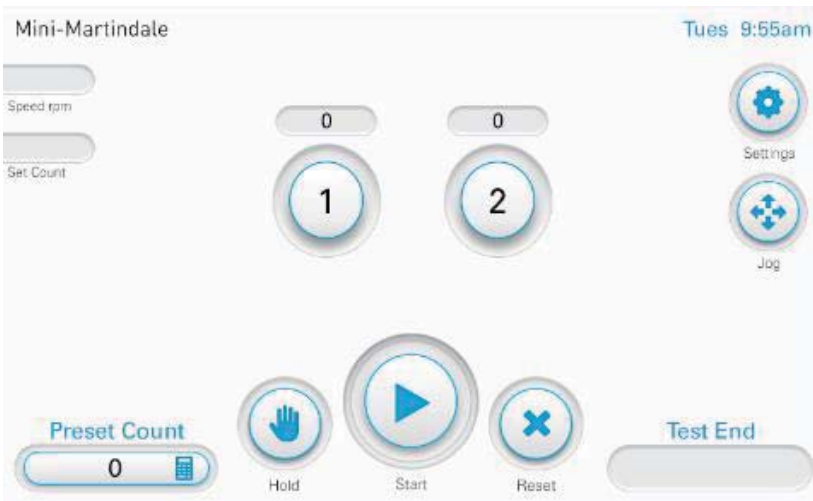 Mini-Martindale
Tues 9:55am
Speed rpm
Set Count
0
0
1
2
Settings
Jog
Preset Count
0
Hold
Start
Reset
Test End